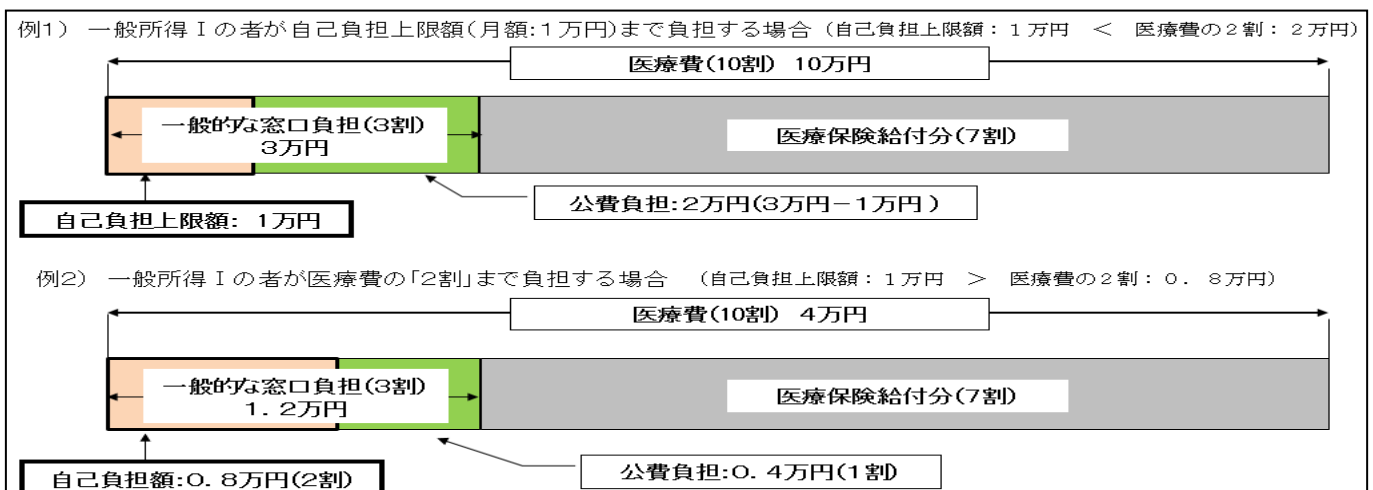 例1） 一般所得Ⅰの者が自己負担上限額（月額：1万円）まで負担する場合（自己負担上限額：１万円　＜　医療費の２割：２万円）
医療費(10割)　10万円
一般的な窓口負担(3割)
3万円
医療保険給付分(7割)
公費負担:2万円(3万円－1万円 )
自己負担上限額:　1万円
例2） 一般所得Ⅰの者が医療費の「2割」まで負担する場合　（自己負担上限額：１万円　＞　医療費の２割：０．８万円）
医療費(10割)　4万円
一般的な窓口負担(3割)
1．2万円
医療保険給付分(7割)
公費負担:0．4万円(1割)
自己負担額:0．8万円(2割)